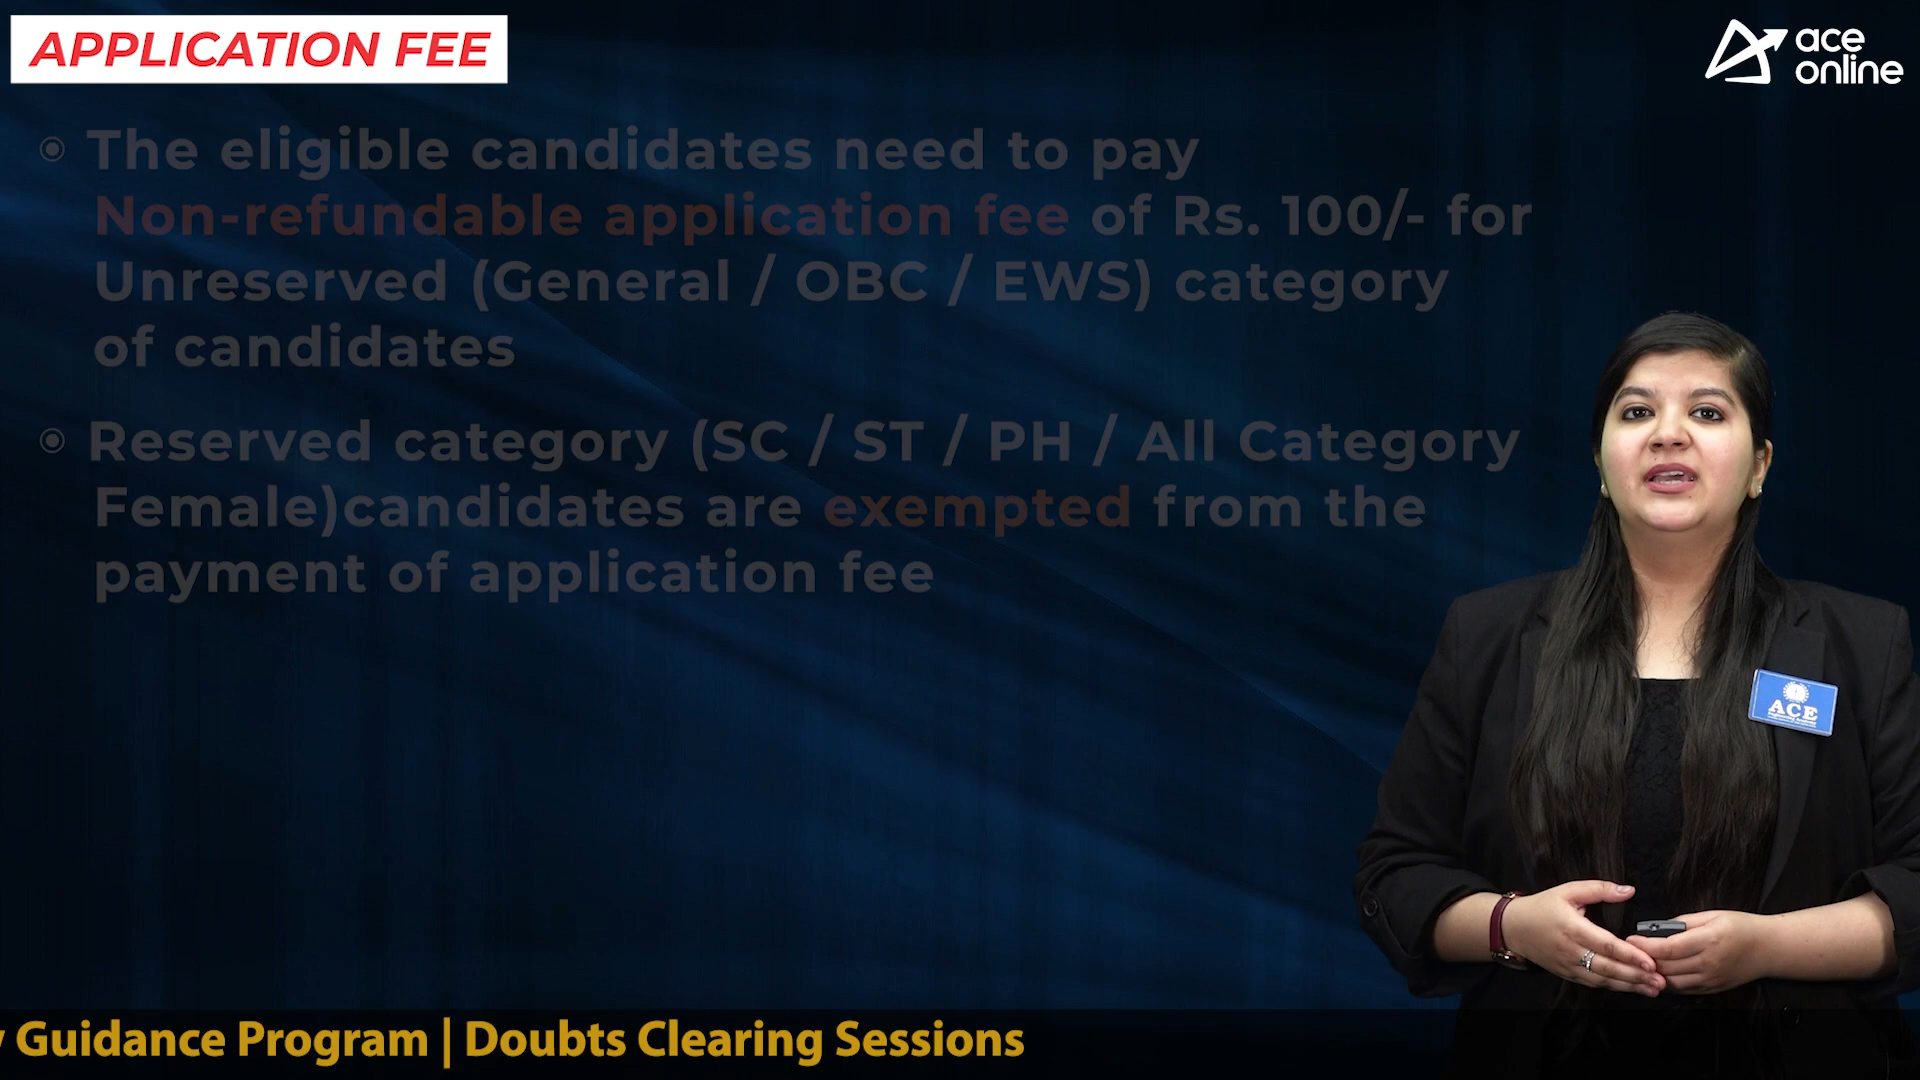 APPLICATION FEE
ace
online
The eligible candidates need to pay
Non-refundable application fee of Rs. 100/- for
Unreserved (General / OBC / EWS) category
of candidates
Reserved category (SC / ST / PH / All Category
Female)candidates are exempted from the
payment of application fee
ACE
Guidance Program | Doubts Clearing Sessions